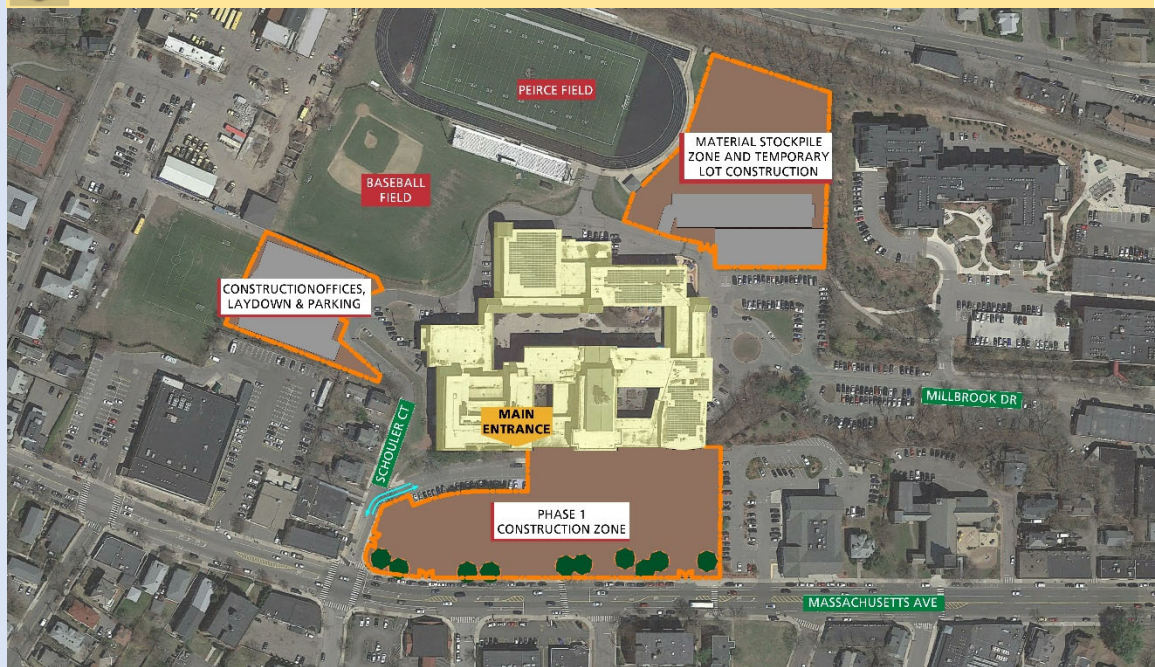 PEIRCE FIELD
MATERIAL STOCKPILE
ZONE AND TEMPORARY
LOT CONSTRUCTION
BASEBALL
FIELD
CONSTRUCTIONOFFICES,
LAYDOWN & PARKING
MILLBROOK DR
MAIN
ENTRANCE
SCHOULER CT
PHASE 1
CONSTRUCTION ZONE
MASSACHUSETTS AVE